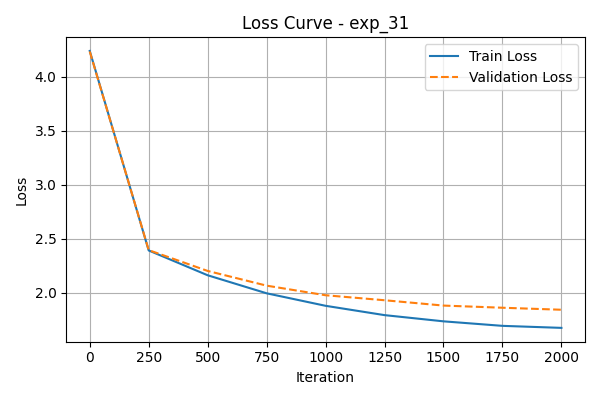 Loss Curve - exp_31
Train Loss
Validation Loss
4.0
3.5
3.0
2.5
2.0
Loss
0 250 500 750 1000 1250 1500 1750 2000
Iteration